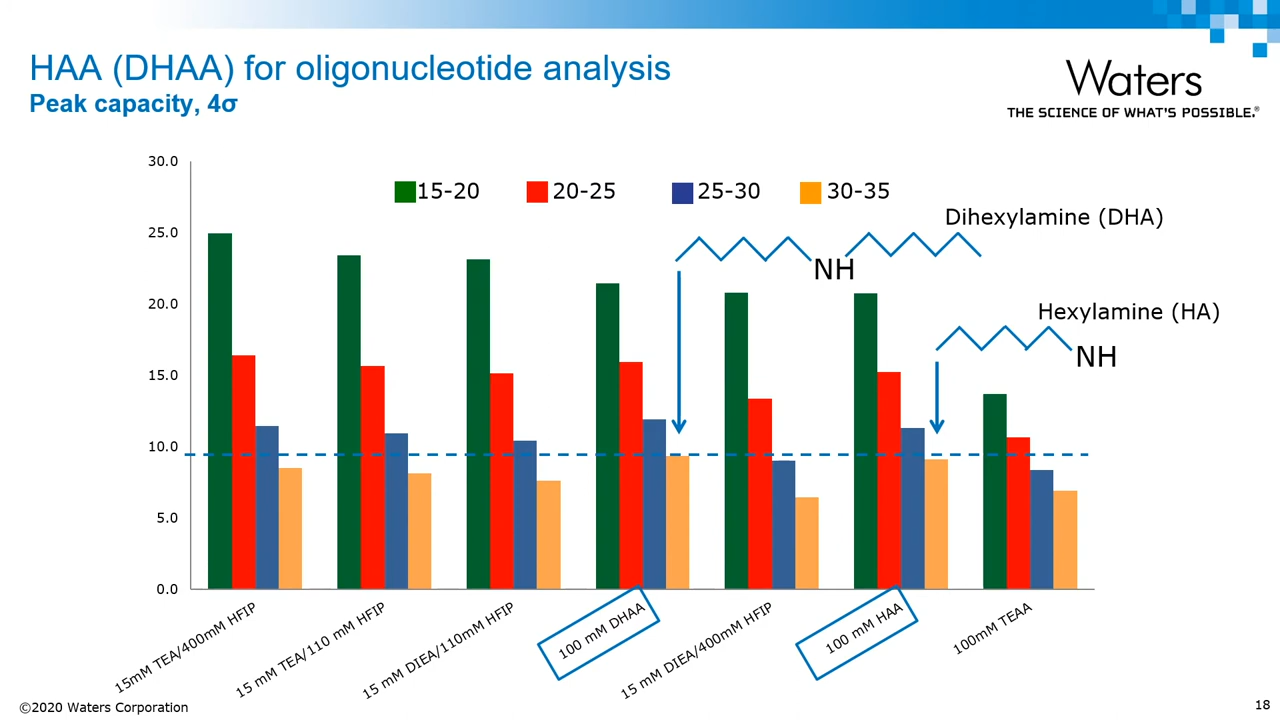 HAA (DHAA) for oligonucleotide analysis
Peak capacity, 4σ
Waters
THE SCIENCE OF WHAT'S POSSIBLE.®
30.0
25.0
20.0
15.0
10.0
5.0
0.0
15-20 20-25 25-30 30-35
Dihexylamine (DHA)
NH
Hexylamine (HA)
NH
15mM TEA/400mM HFIP
15 mM TEA/110 mM HFIP
15 mM DIEA/110mM HFIP
100 mM DHAA
15 mM DIEA/400mM HFIP
100 mM HAA
100mM TEAA
©2020 Waters Corporation
18